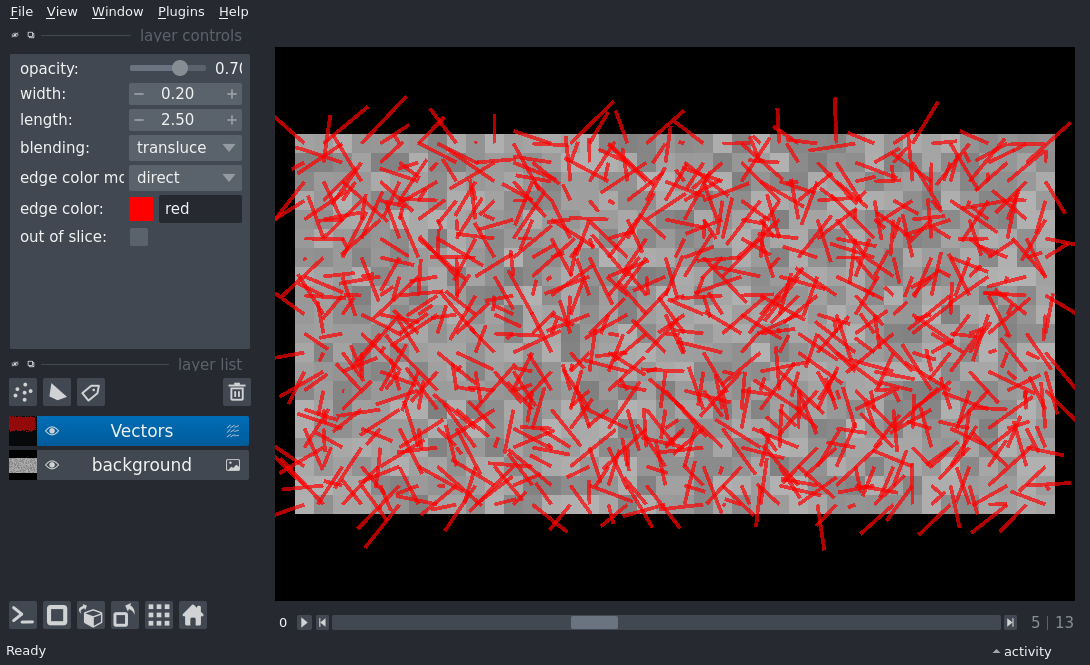 File View Window Plugins Help
layer controls
opacity: 0.70
width: − 0.20 +
length: − 2.50 +
blending: transluce
edge color mo direct
edge color: red
out of slice:
layer list
Vectors
background
0 5 | 13
Ready activity